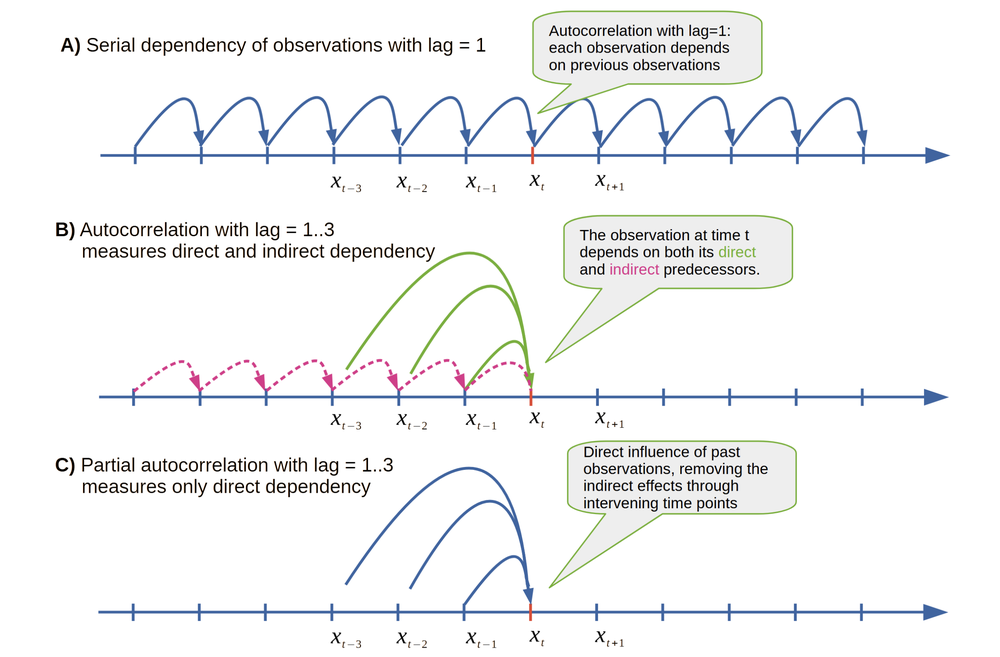 A) Serial dependency of observations with lag = 1
Autocorrelation with lag=1:
each observation depends
on previous observations
x_{t−3} x_{t−2} x_{t−1} x_t x_{t+1}
B) Autocorrelation with lag = 1..3
measures direct and indirect dependency
The observation at time t
depends on both its direct
and indirect predecessors.
x_{t−3} x_{t−2} x_{t−1} x_t x_{t+1}
C) Partial autocorrelation with lag = 1..3
measures only direct dependency
Direct influence of past
observations, removing the
indirect effects through
intervening time points
x_{t−3} x_{t−2} x_{t−1} x_t x_{t+1}